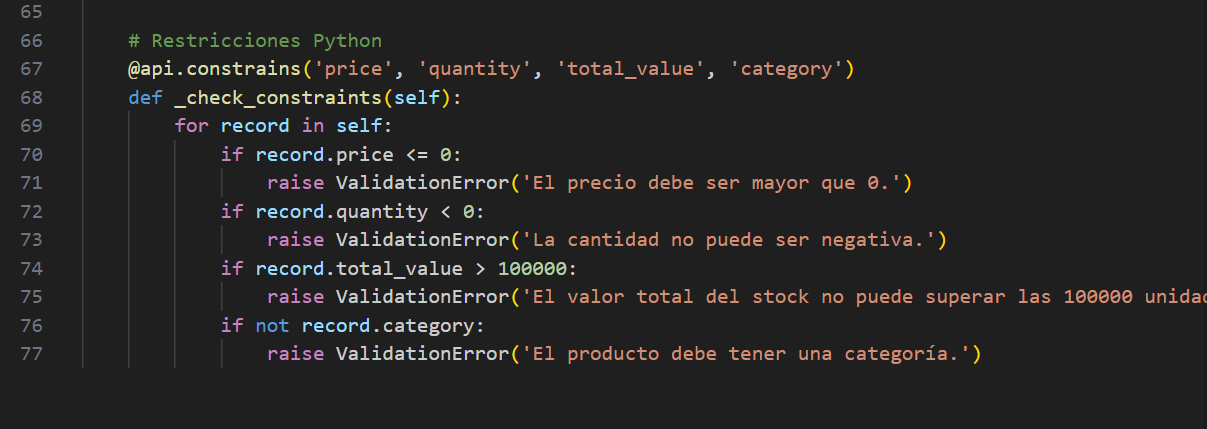 65
66 # Restricciones Python
67 @api.constrains('price', 'quantity', 'total_value', 'category')
68 def _check_constraints(self):
69 for record in self:
70 if record.price <= 0:
71 raise ValidationError('El precio debe ser mayor que 0.')
72 if record.quantity < 0:
73 raise ValidationError('La cantidad no puede ser negativa.')
74 if record.total_value > 100000:
75 raise ValidationError('El valor total del stock no puede superar las 100000
76 if not record.category:
77 raise ValidationError('El producto debe tener una categoría.')